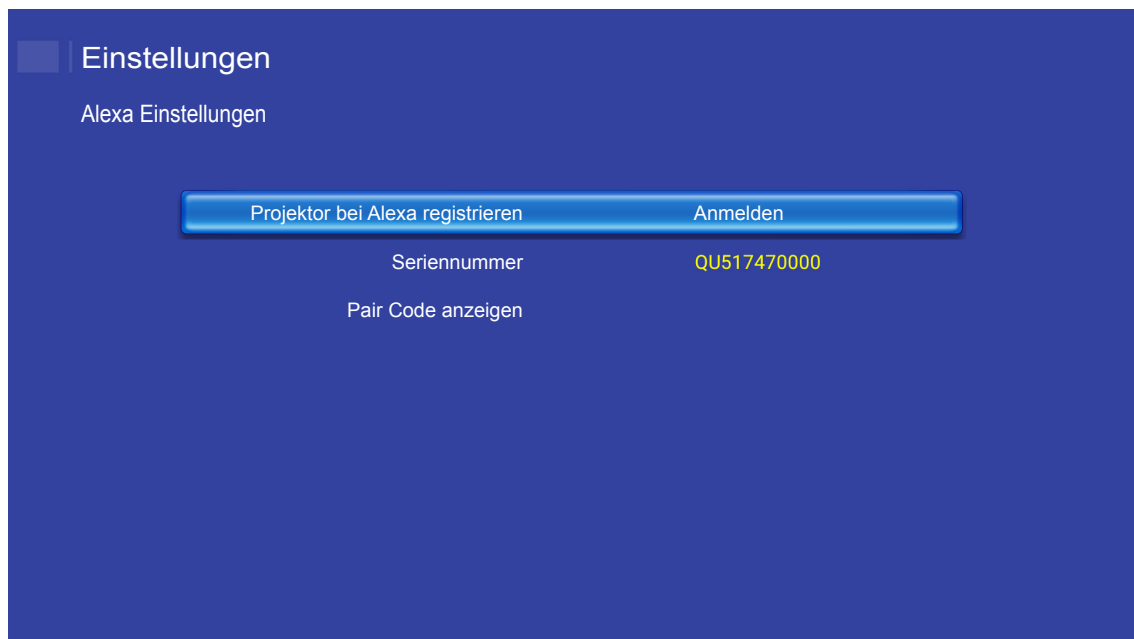 Einstellungen
Alexa Einstellungen
Projektor bei Alexa registrieren Anmelden
Seriennummer QU517470000
Pair Code anzeigen